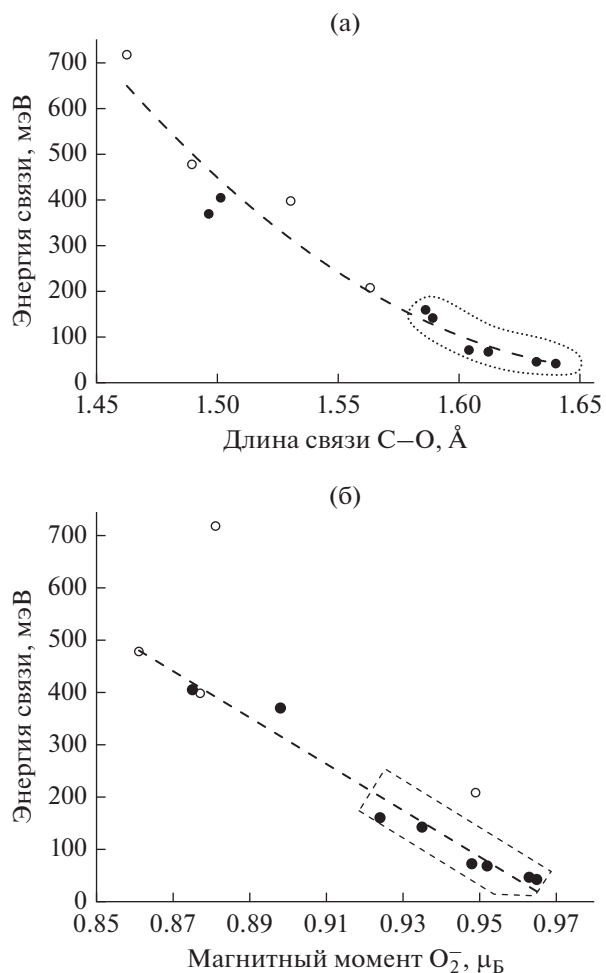 (а)
Энергия связи, мэВ
700
600
500
400
300
200
100
0
1.45 1.50 1.55 1.60 1.65
Длина связи C–O, Å
(б)
Энергия связи, мэВ
700
600
500
400
300
200
100
0
0.85 0.87 0.89 0.91 0.93 0.95 0.97
Магнитный момент O₂⁻, μ_Б